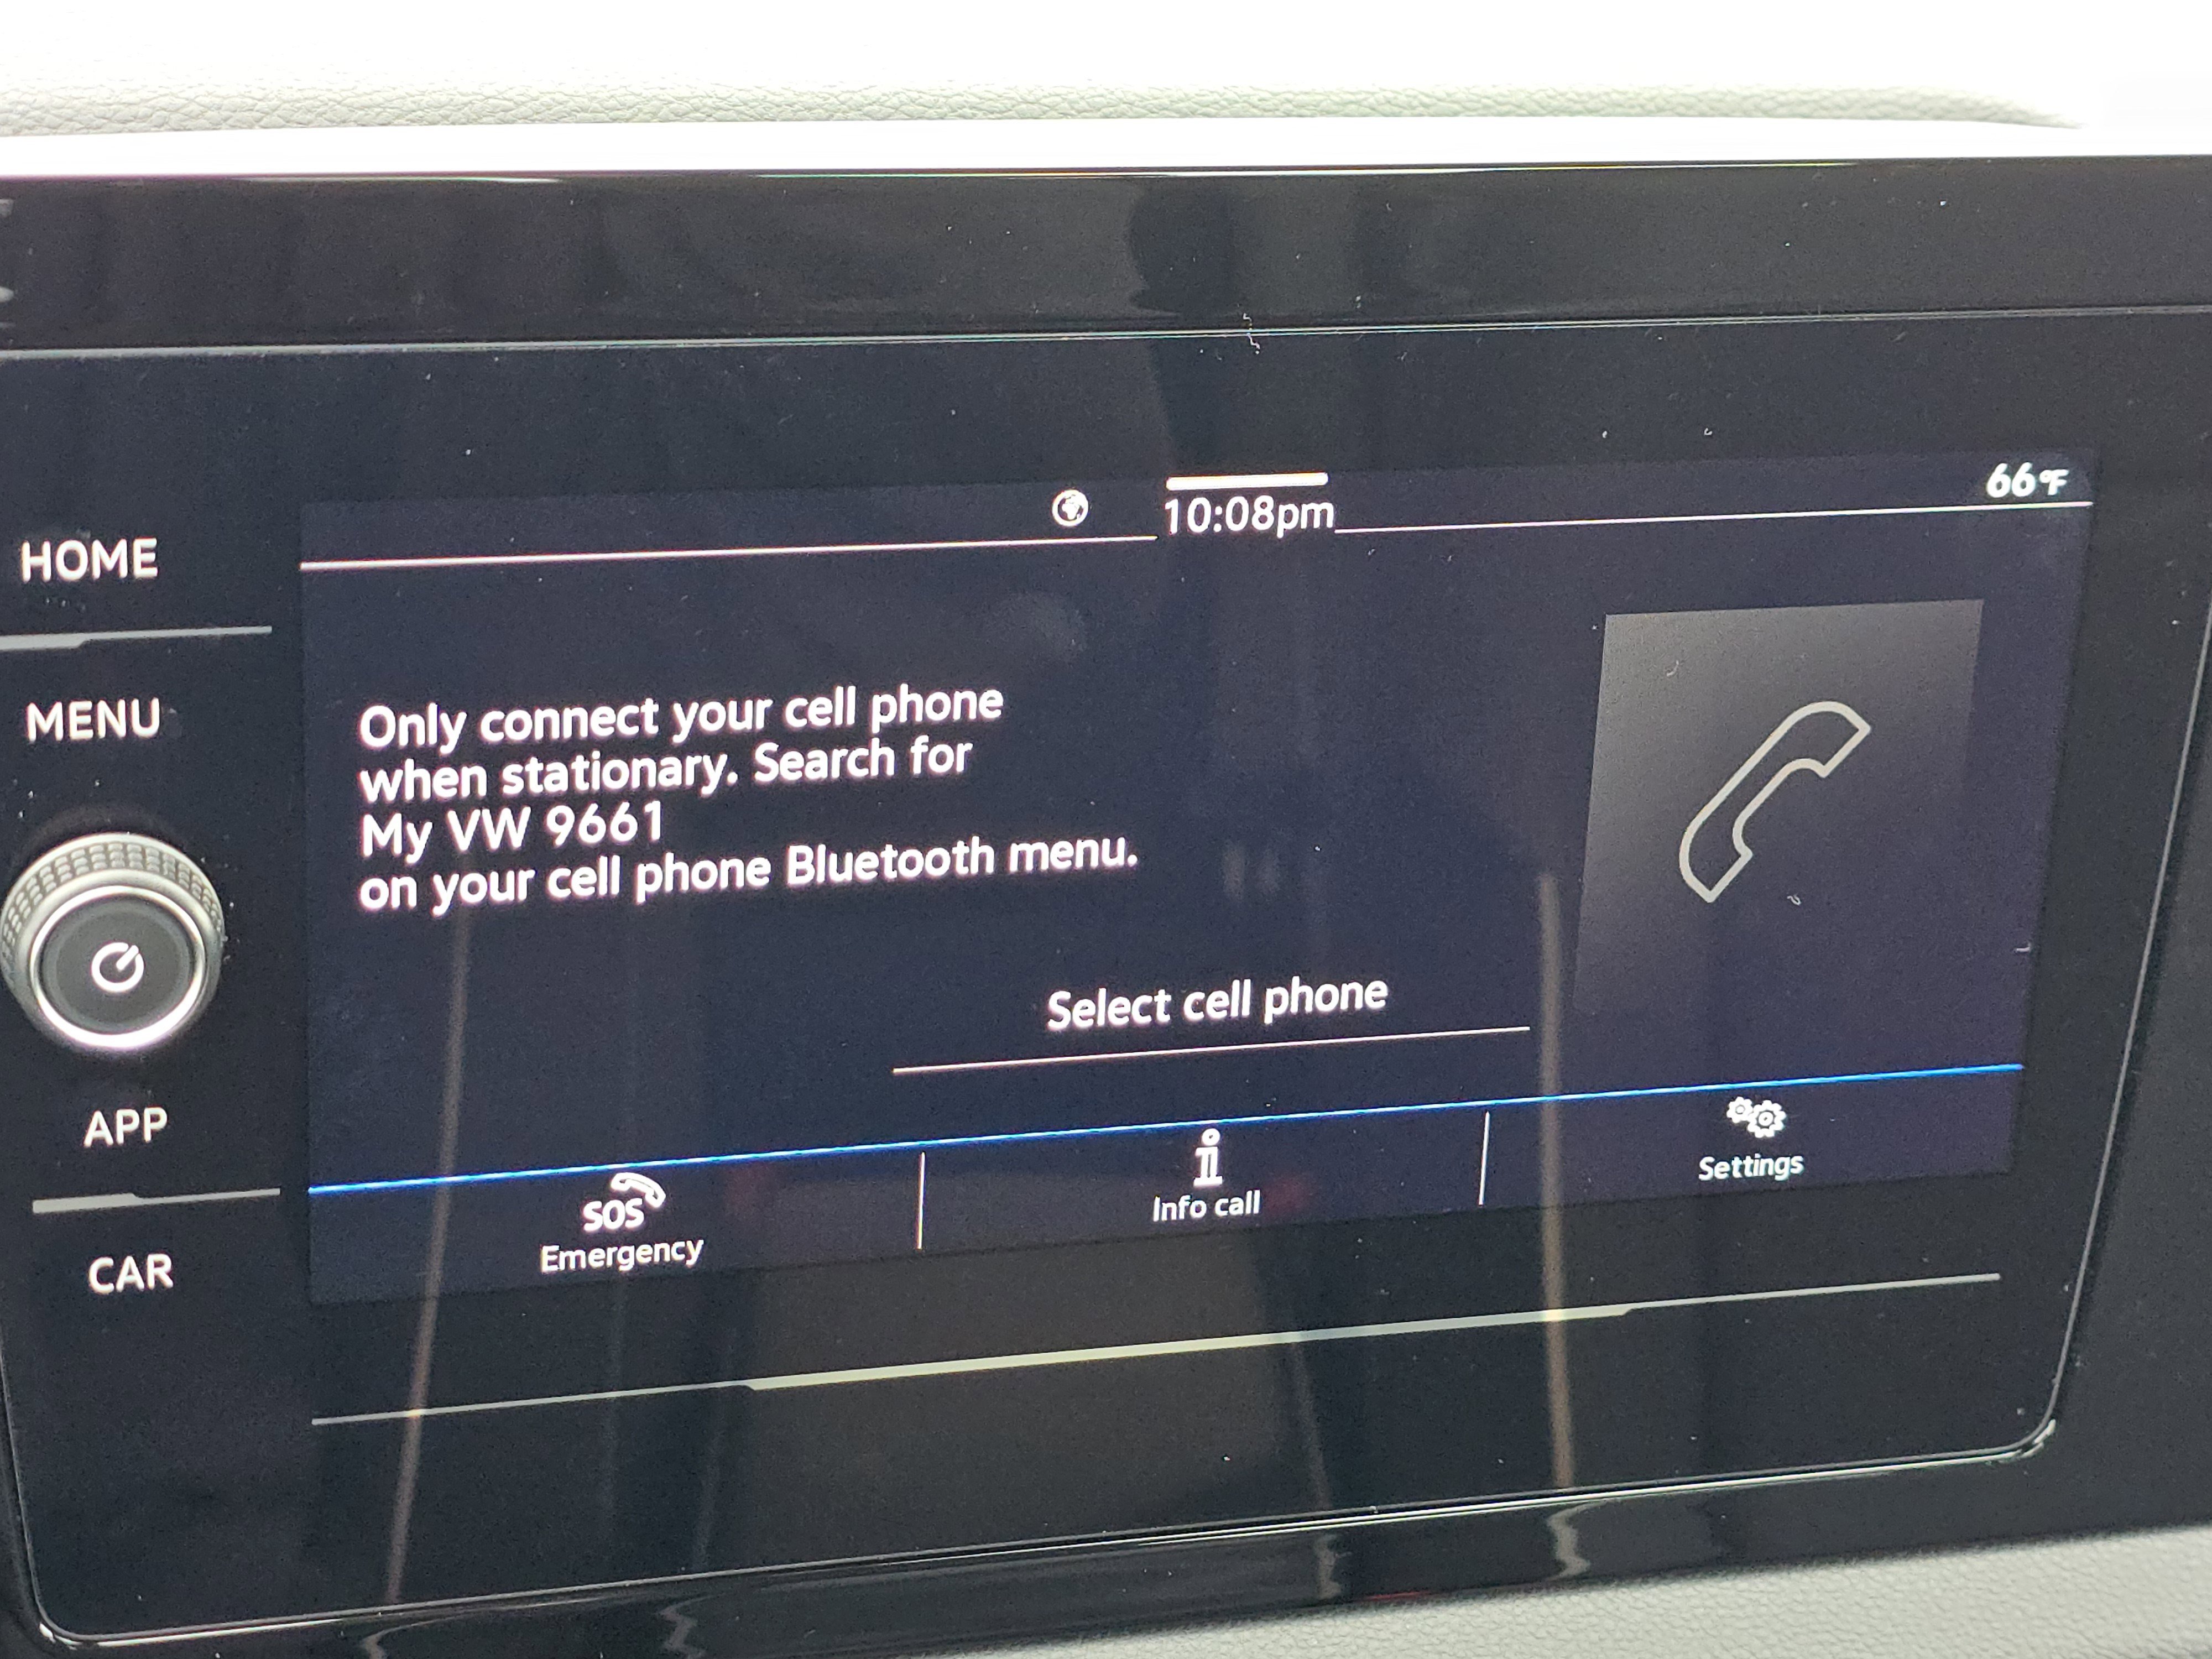 10:08pm
66°F
HOME
MENU
APP
CAR
Only connect your cell phone
when stationary. Search for
My VW 9661
on your cell phone Bluetooth menu.
Select cell phone
SOS
Emergency
Info call
Settings